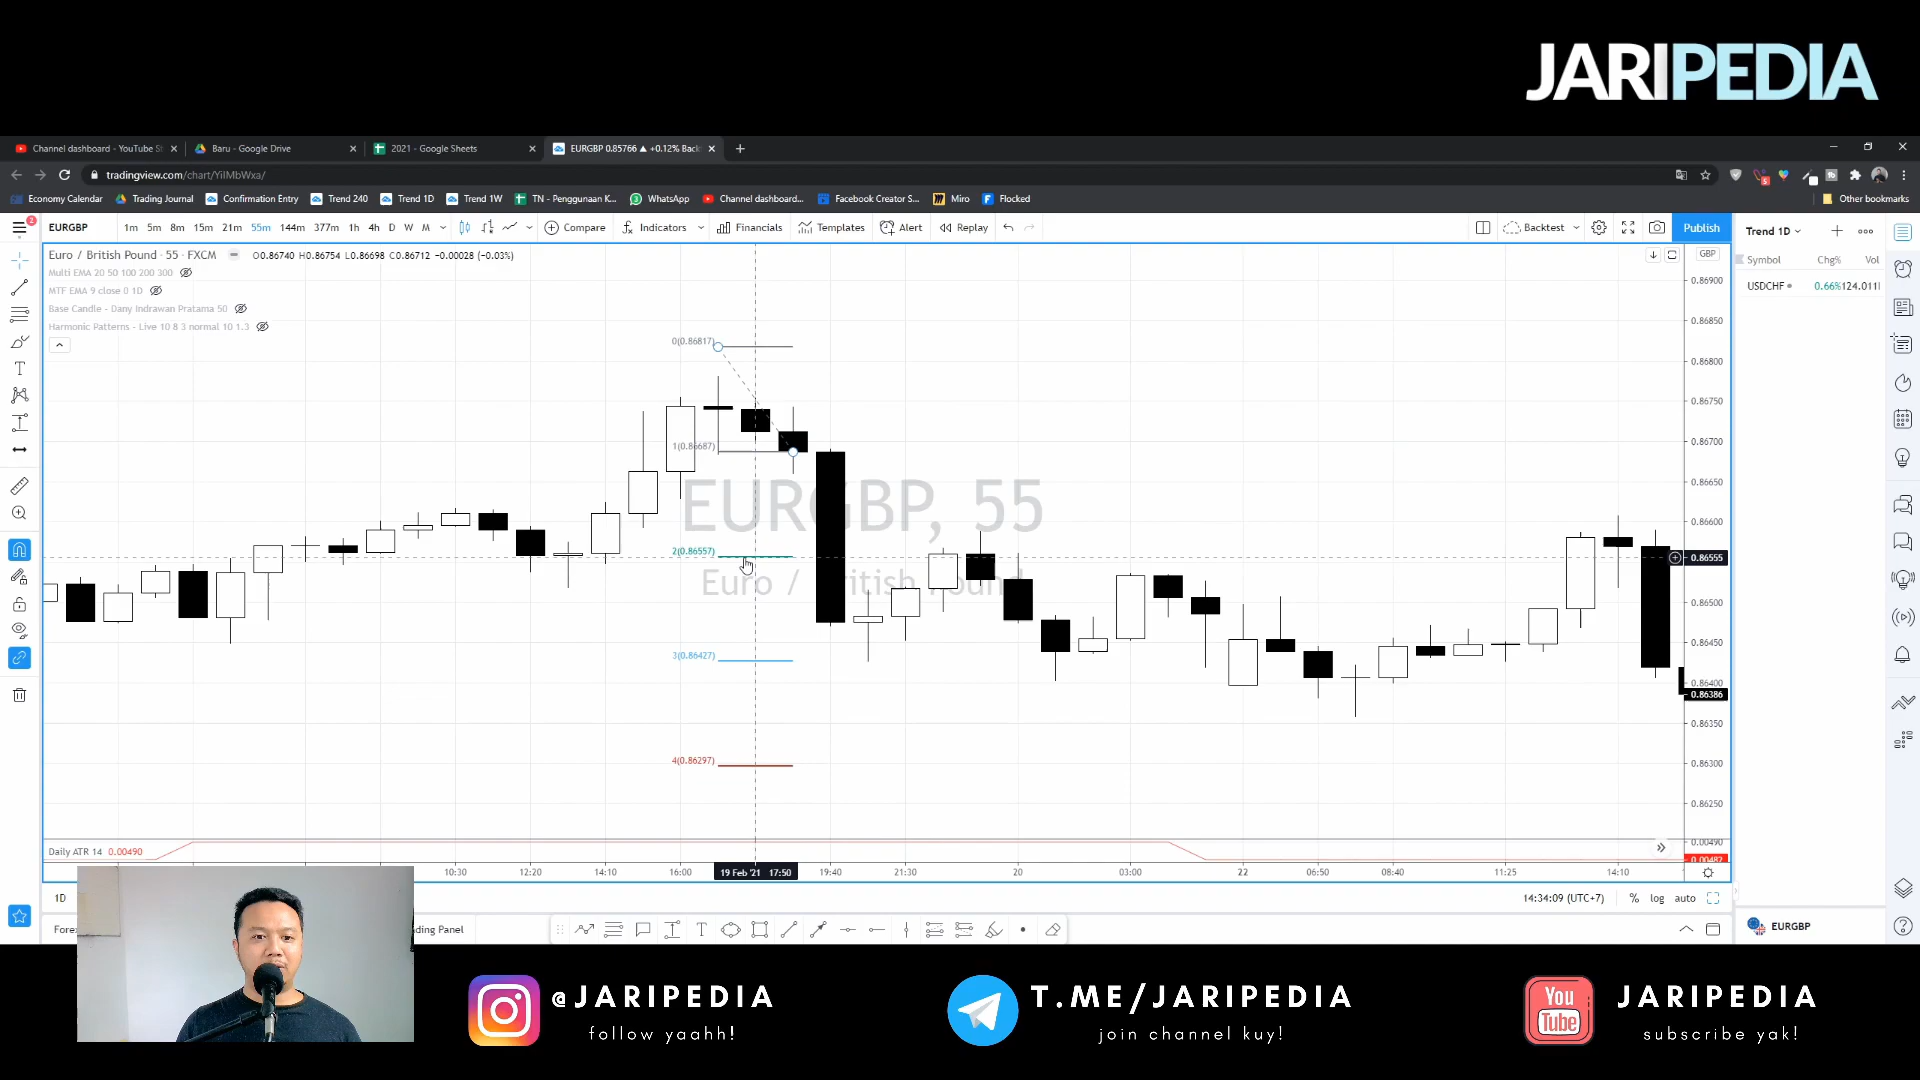 JARIPEDIA
Channel dashboard - YouTube St
Baru - Google Drive
2021 - Google Sheets
EURGBP 0.85766 ▲ +0.12% Back
tradingview.com/chart/YiIMbWxa/
Economy Calendar
Trading Journal
Confirmation Entry
Trend 240
Trend 1D
Trend 1W
TN - Penggunaan K...
WhatsApp
Channel dashboard...
Facebook Creator S...
Miro
Flocked
Other bookmarks
2
EURGBP
1m 5m 8m 15m 21m 55m 144m 377m 1h 4h D W M
Compare
Indicators
Financials
Templates
Alert
Replay
Backtest
Publish
Trend 1D
Symbol Chg% Vol
USDCHF 0.66% 124.011
Euro / British Pound · 55 · FXCM
O0.86740 H0.86754 L0.86698 C0.86712 −0.00028 (−0.03%)
Multi EMA 20 50 100 200 300
MTF EMA 9 close 0 1D
Base Candle - Dany Indrawan Pratama 50
Harmonic Patterns - Live 10 8 3 normal 10 1.3
GBP
0.86900
0.86850
0.86800
0.86750
0.86700
0.86650
0.86600
0.86555
0.86500
0.86450
0.86400
0.86386
0.86350
0.86300
0.86250
0(0.86817)
1(0.86687)
2(0.86557)
3(0.86427)
4(0.86297)
EURGBP, 55
Euro / British Pound
Daily ATR 14 0.00490
0.00490
0.00482
10:30 12:20 14:10 16:00 19 Feb '21 17:50 19:40 21:30 20 03:00 22 06:50 08:40 11:25 14:10
1D
14:34:09 (UTC+7) % log auto
Forex
ding Panel
EURGBP
@JARIPEDIA
follow yaahh!
T.ME/JARIPEDIA
join channel kuy!
You
Tube
JARIPEDIA
subscribe yak!